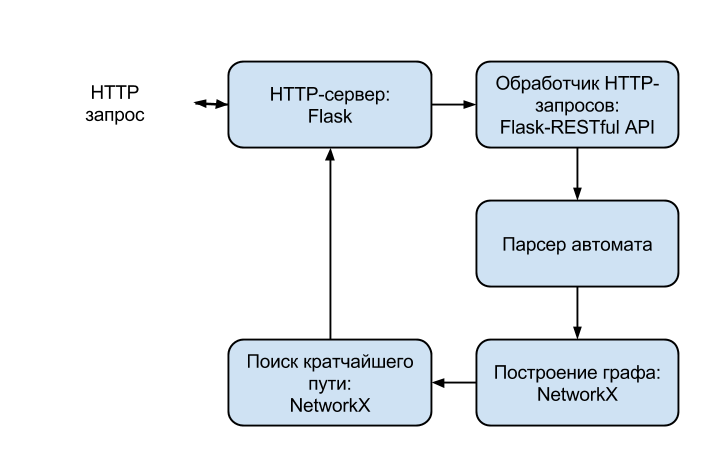 HTTP
запрос
HTTP-сервер:
Flask
Обработчик HTTP-
запросов:
Flask-RESTful API
Парсер автомата
Построение графа:
NetworkX
Поиск кратчайшего
пути:
NetworkX